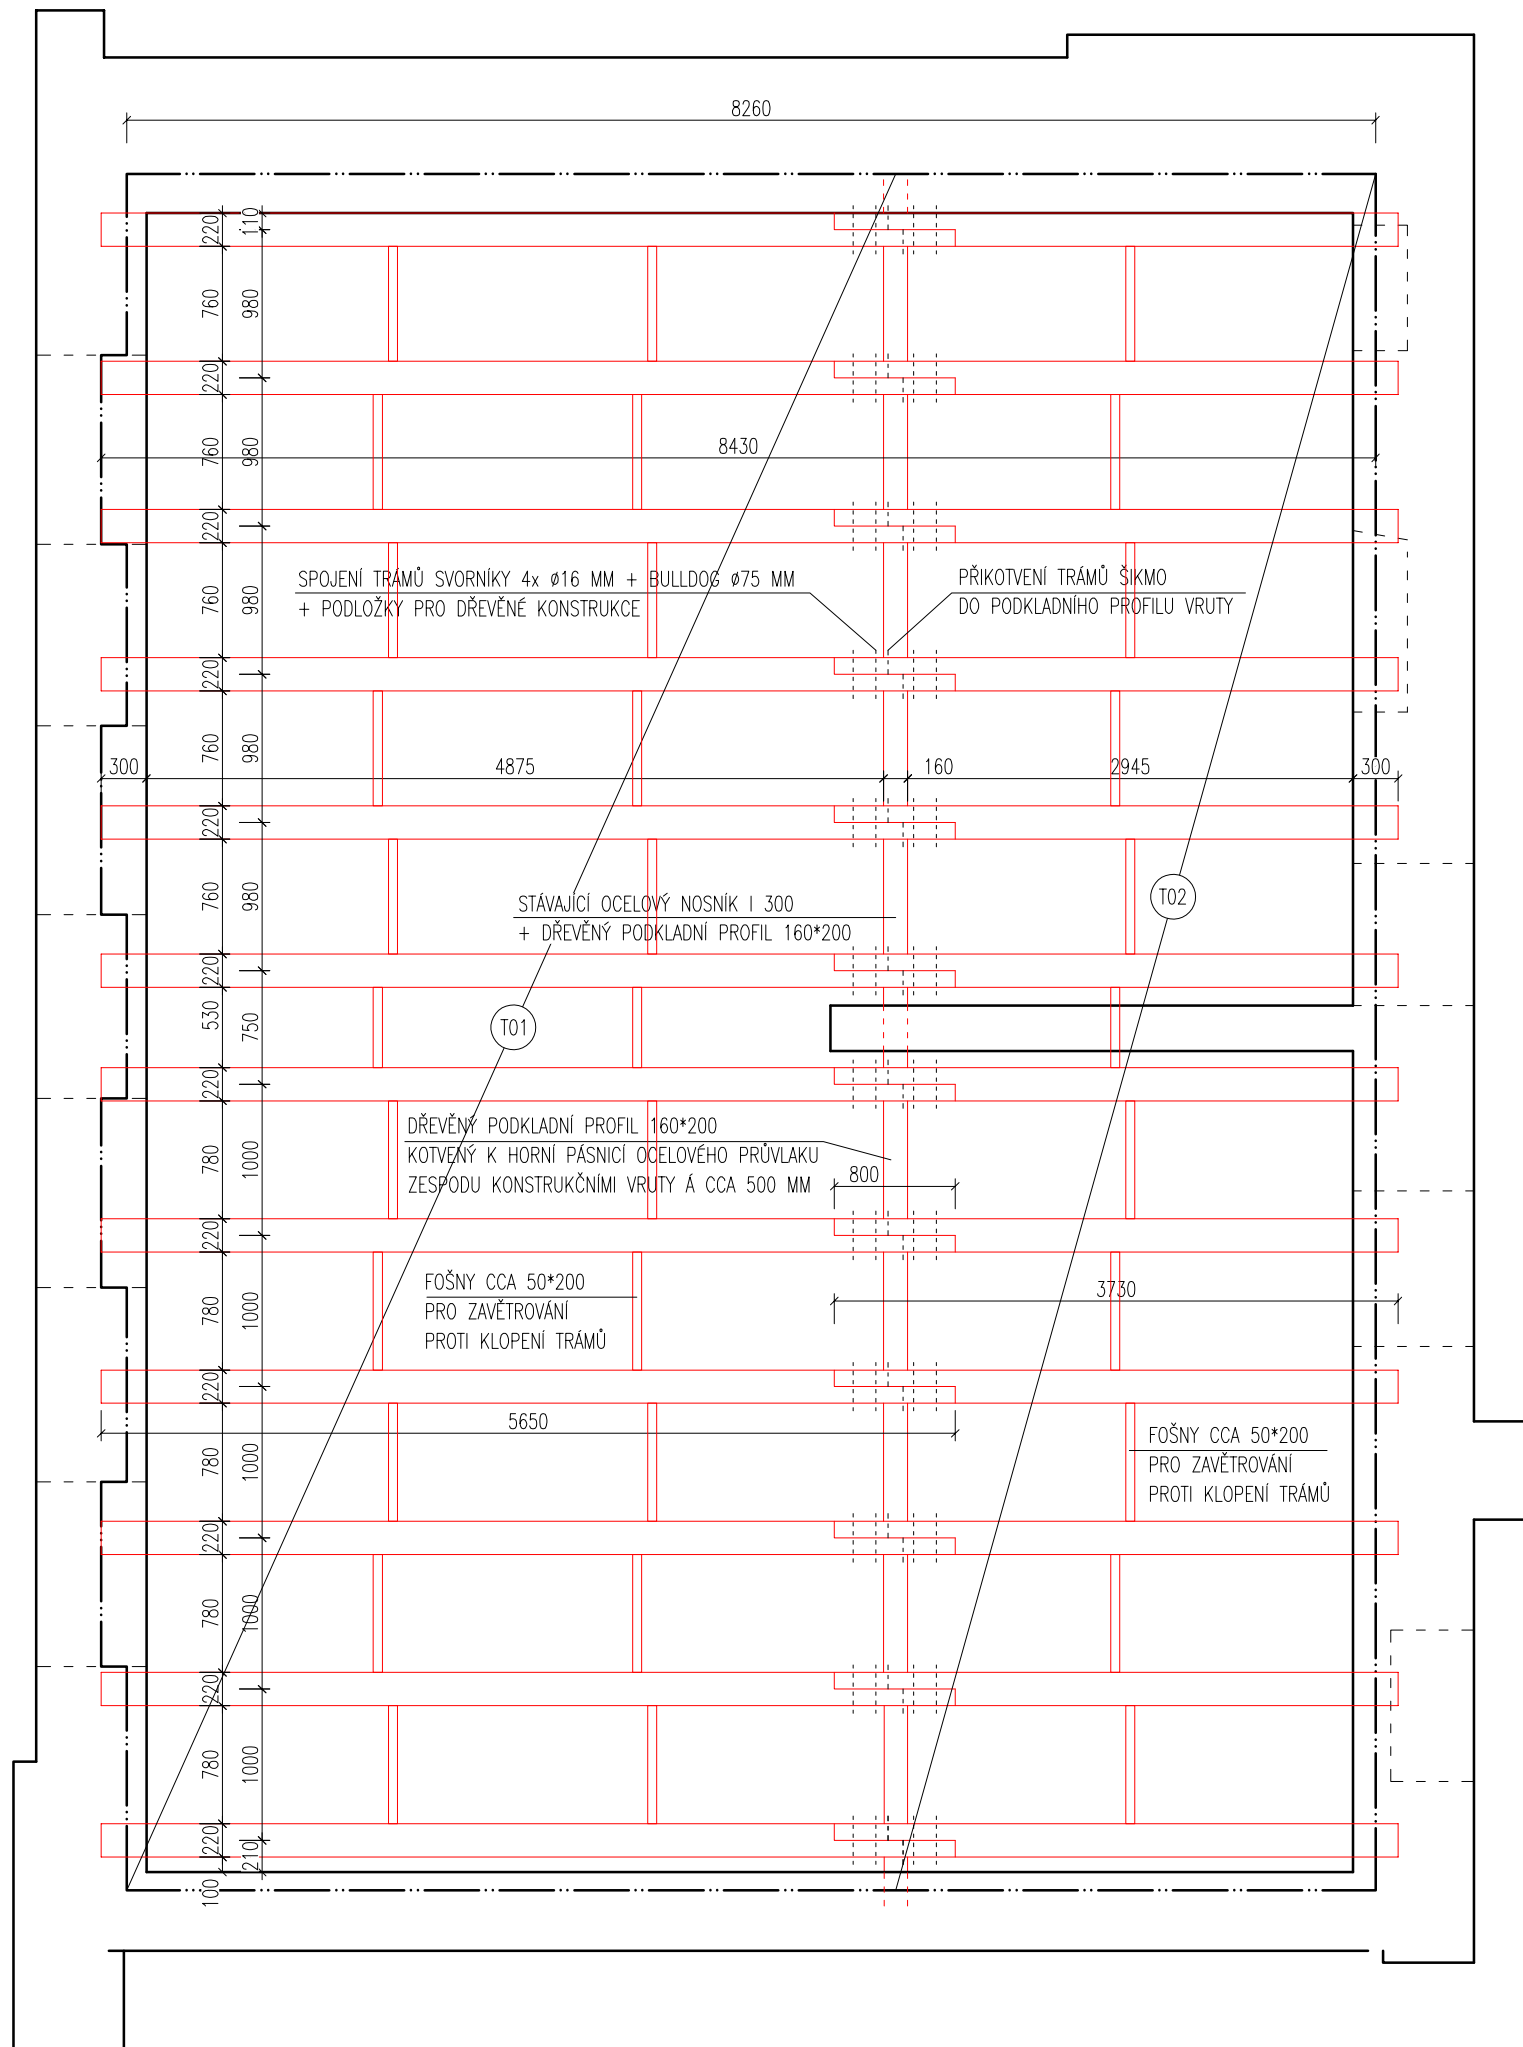 8260
220
110
760
980
220
760
980
8430
220
SPOJENÍ TRÁMŮ SVORNÍKY 4x ø16 MM + BULLDOG ø75 MM
+ PODLOŽKY PRO DŘEVĚNÉ KONSTRUKCE
PŘIKOTVENÍ TRÁMŮ ŠIKMO
DO PODKLADNÍHO PROFILU VRUTY
760
980
220
760
980
300
4875
160
2945
300
220
760
980
STÁVAJÍCÍ OCELOVÝ NOSNÍK I 300
+ DŘEVĚNÝ PODKLADNÍ PROFIL 160*200
T02
220
530
750
T01
220
DŘEVĚNÝ PODKLADNÍ PROFIL 160*200
KOTVENÝ K HORNÍ PÁSNICÍ OCELOVÉHO PRŮVLAKU
ZESPODU KONSTRUKČNÍMI VRUTY Á CCA 500 MM
780
1000
800
220
FOŠNY CCA 50*200
PRO ZAVĚTROVÁNÍ
PROTI KLOPENÍ TRÁMŮ
3730
780
1000
220
5650
780
1000
FOŠNY CCA 50*200
PRO ZAVĚTROVÁNÍ
PROTI KLOPENÍ TRÁMŮ
220
780
1000
220
780
1000
220
210
100